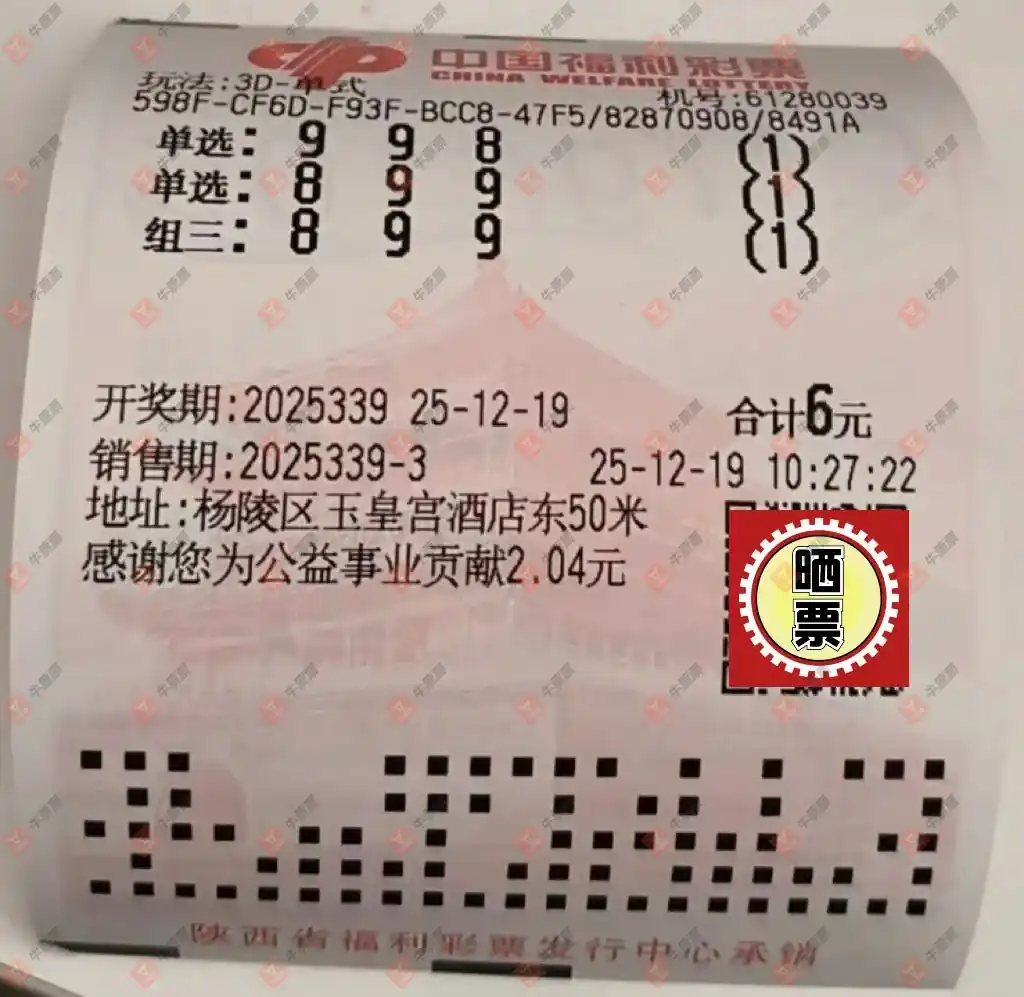 中国福利彩票
CHINA WELFARE LOTTERY
玩法:3D-单式
机号:61280039
598F-CF6D-F93F-BCC8-47F5/82870908/8491A
单选: 9 9 8 (1)
单选: 8 9 9 (1)
组三: 8 9 9 (1)
开奖期:2025339 25-12-19 合计6元
销售期:2025339-3 25-12-19 10:27:22
地址:杨陵区玉皇宫酒店东50米
感谢您为公益事业贡献2.04元
晒
票
陕西省福利彩票发行中心承销